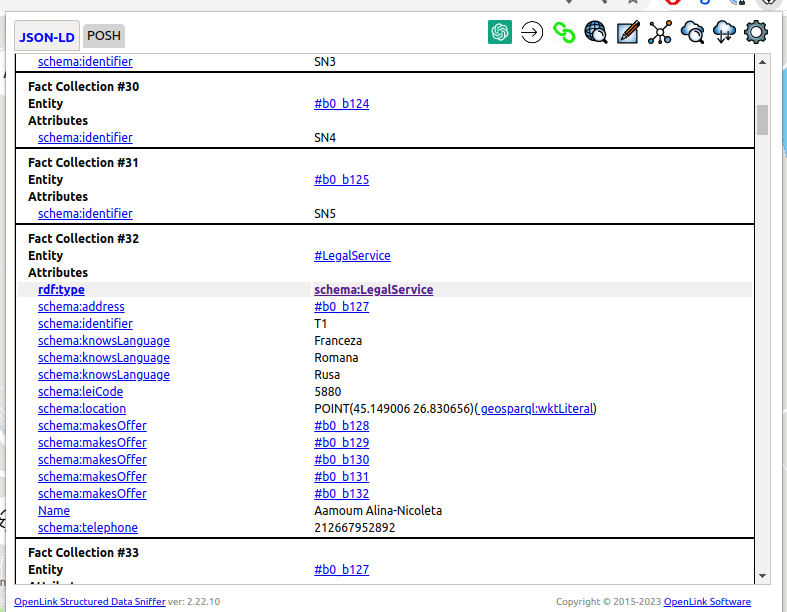 JSON-LD POSH
schema:identifier SN3
Fact Collection #30
Entity #b0_b124
Attributes
schema:identifier SN4
Fact Collection #31
Entity #b0_b125
Attributes
schema:identifier SN5
Fact Collection #32
Entity #LegalService
Attributes
rdf:type schema:LegalService
schema:address #b0_b127
schema:identifier T1
schema:knowsLanguage Franceza
schema:knowsLanguage Romana
schema:knowsLanguage Rusa
schema:leiCode 5880
schema:location POINT(45.149006 26.830656)( geosparql:wktLiteral)
schema:makesOffer #b0_b128
schema:makesOffer #b0_b129
schema:makesOffer #b0_b130
schema:makesOffer #b0_b131
schema:makesOffer #b0_b132
Name Aamoum Alina-Nicoleta
schema:telephone 212667952892
Fact Collection #33
Entity #b0_b127
OpenLink Structured Data Sniffer ver: 2.22.10 Copyright © 2015-2023 OpenLink Software